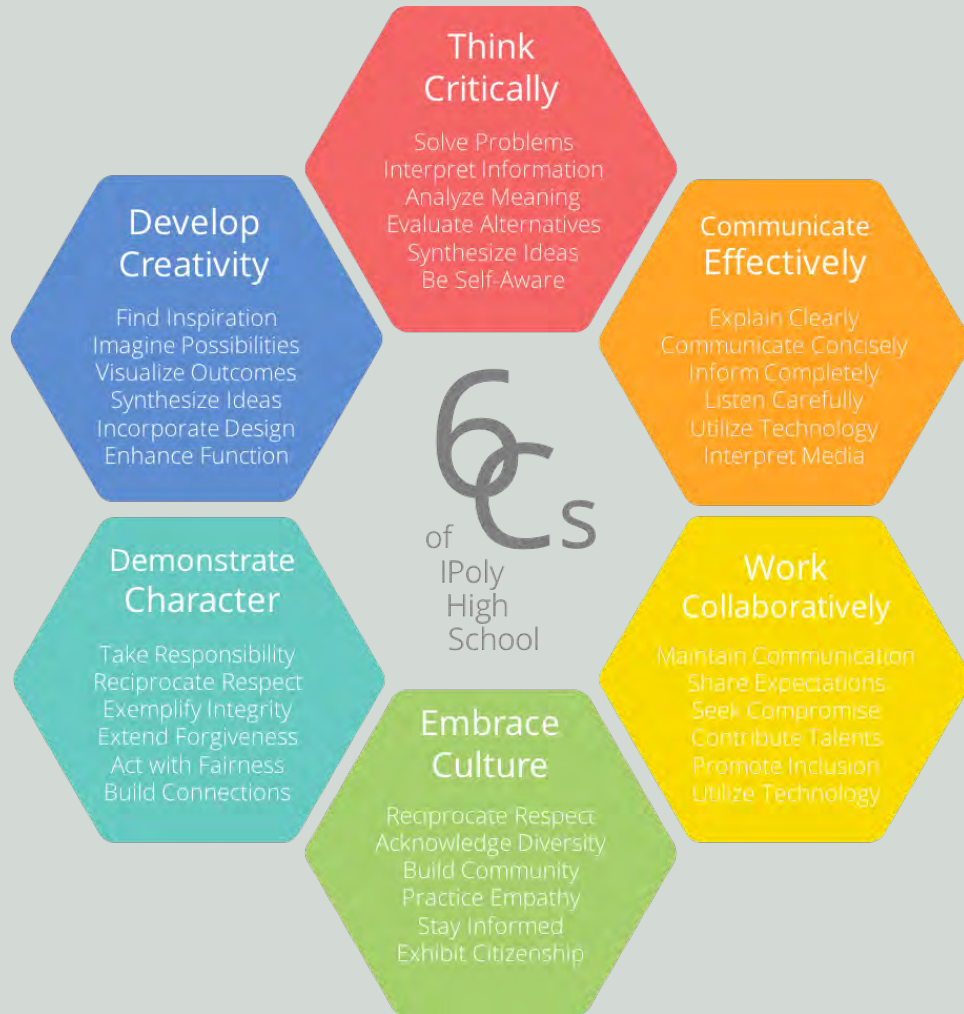 Think
Critically
Solve Problems
Interpret Information
Analyze Meaning
Evaluate Alternatives
Synthesize Ideas
Be Self-Aware
Communicate
Effectively
Explain Clearly
Communicate Concisely
Inform Completely
Listen Carefully
Utilize Technology
Interpret Media
Work
Collaboratively
Maintain Communication
Share Expectations
Seek Compromise
Contribute Talents
Promote Inclusion
Utilize Technology
Embrace
Culture
Reciprocate Respect
Acknowledge Diversity
Build Community
Practice Empathy
Stay Informed
Exhibit Citizenship
Demonstrate
Character
Take Responsibility
Reciprocate Respect
Exemplify Integrity
Extend Forgiveness
Act with Fairness
Build Connections
Develop
Creativity
Find Inspiration
Imagine Possibilities
Visualize Outcomes
Synthesize Ideas
Incorporate Design
Enhance Function
6Cs
of
IPoly
High
School